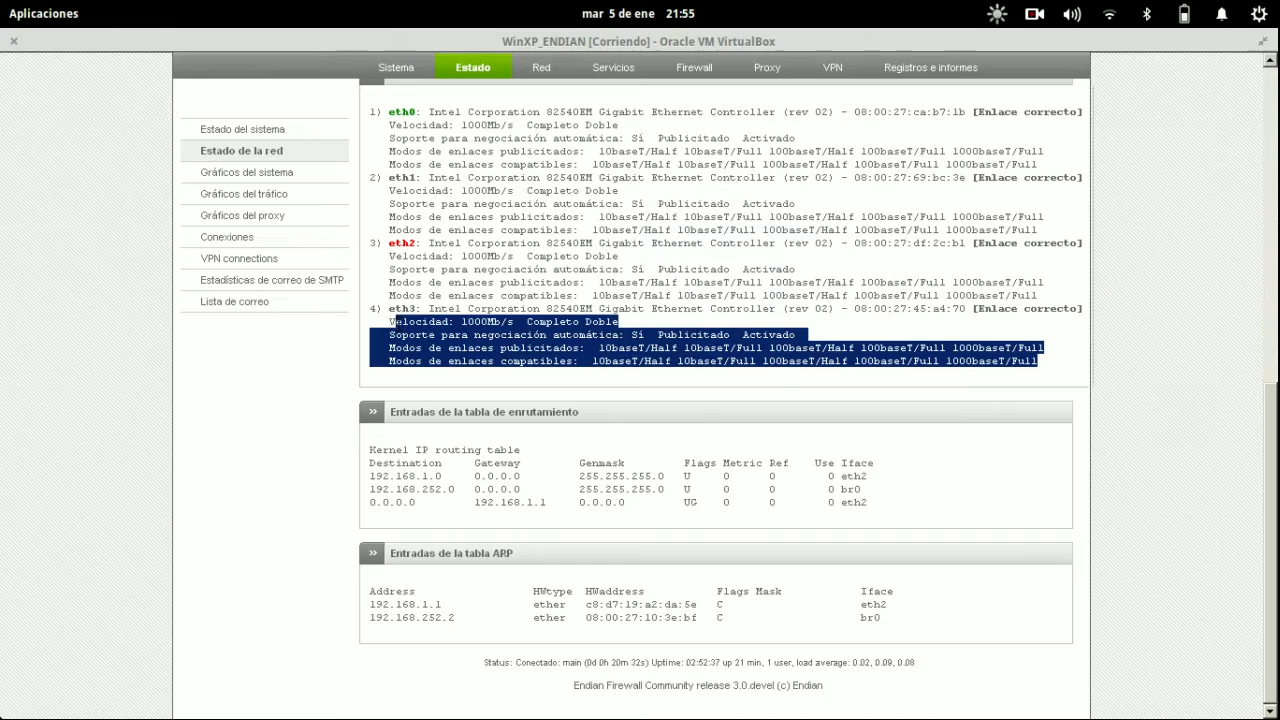 Aplicaciones
mar 5 de ene 21:55
WinXP_ENDIAN [Corriendo] - Oracle VM VirtualBox
Sistema Estado Red Servicios Firewall Proxy VPN Registros e informes
Estado del sistema
Estado de la red
Gráficos del sistema
Gráficos del tráfico
Gráficos del proxy
Conexiones
VPN connections
Estadísticas de correo de SMTP
Lista de correo
1) eth0: Intel Corporation 82540EM Gigabit Ethernet Controller (rev 02) - 08:00:27:ca:b7:1b [Enlace correcto]
Velocidad: 1000Mb/s Completo Doble
Soporte para negociación automática: Sí Publicitado Activado
Modos de enlaces publicitados: 10baseT/Half 10baseT/Full 100baseT/Half 100baseT/Full 1000baseT/Full
Modos de enlaces compatibles: 10baseT/Half 10baseT/Full 100baseT/Half 100baseT/Full 1000baseT/Full
2) eth1: Intel Corporation 82540EM Gigabit Ethernet Controller (rev 02) - 08:00:27:69:bc:3e [Enlace correcto]
Velocidad: 1000Mb/s Completo Doble
Soporte para negociación automática: Sí Publicitado Activado
Modos de enlaces publicitados: 10baseT/Half 10baseT/Full 100baseT/Half 100baseT/Full 1000baseT/Full
Modos de enlaces compatibles: 10baseT/Half 10baseT/Full 100baseT/Half 100baseT/Full 1000baseT/Full
3) eth2: Intel Corporation 82540EM Gigabit Ethernet Controller (rev 02) - 08:00:27:df:2c:b1 [Enlace correcto]
Velocidad: 1000Mb/s Completo Doble
Soporte para negociación automática: Sí Publicitado Activado
Modos de enlaces publicitados: 10baseT/Half 10baseT/Full 100baseT/Half 100baseT/Full 1000baseT/Full
Modos de enlaces compatibles: 10baseT/Half 10baseT/Full 100baseT/Half 100baseT/Full 1000baseT/Full
4) eth3: Intel Corporation 82540EM Gigabit Ethernet Controller (rev 02) - 08:00:27:45:a4:70 [Enlace correcto]
Velocidad: 1000Mb/s Completo Doble
Soporte para negociación automática: Sí Publicitado Activado
Modos de enlaces publicitados: 10baseT/Half 10baseT/Full 100baseT/Half 100baseT/Full 1000baseT/Full
Modos de enlaces compatibles: 10baseT/Half 10baseT/Full 100baseT/Half 100baseT/Full 1000baseT/Full
>> Entradas de la tabla de enrutamiento
Kernel IP routing table
Destination Gateway Genmask Flags Metric Ref Use Iface
192.168.1.0 0.0.0.0 255.255.255.0 U 0 0 0 eth2
192.168.252.0 0.0.0.0 255.255.255.0 U 0 0 0 br0
0.0.0.0 192.168.1.1 0.0.0.0 UG 0 0 0 eth2
>> Entradas de la tabla ARP
Address HWtype HWaddress Flags Mask Iface
192.168.1.1 ether c8:d7:19:a2:da:5e C eth2
192.168.252.2 ether 08:00:27:10:3e:bf C br0
Status: Conectado: main (0d 0h 20m 32s) Uptime: 02:52:37 up 21 min, 1 user, load average: 0.02, 0.09, 0.08
Endian Firewall Community release 3.0.devel (c) Endian